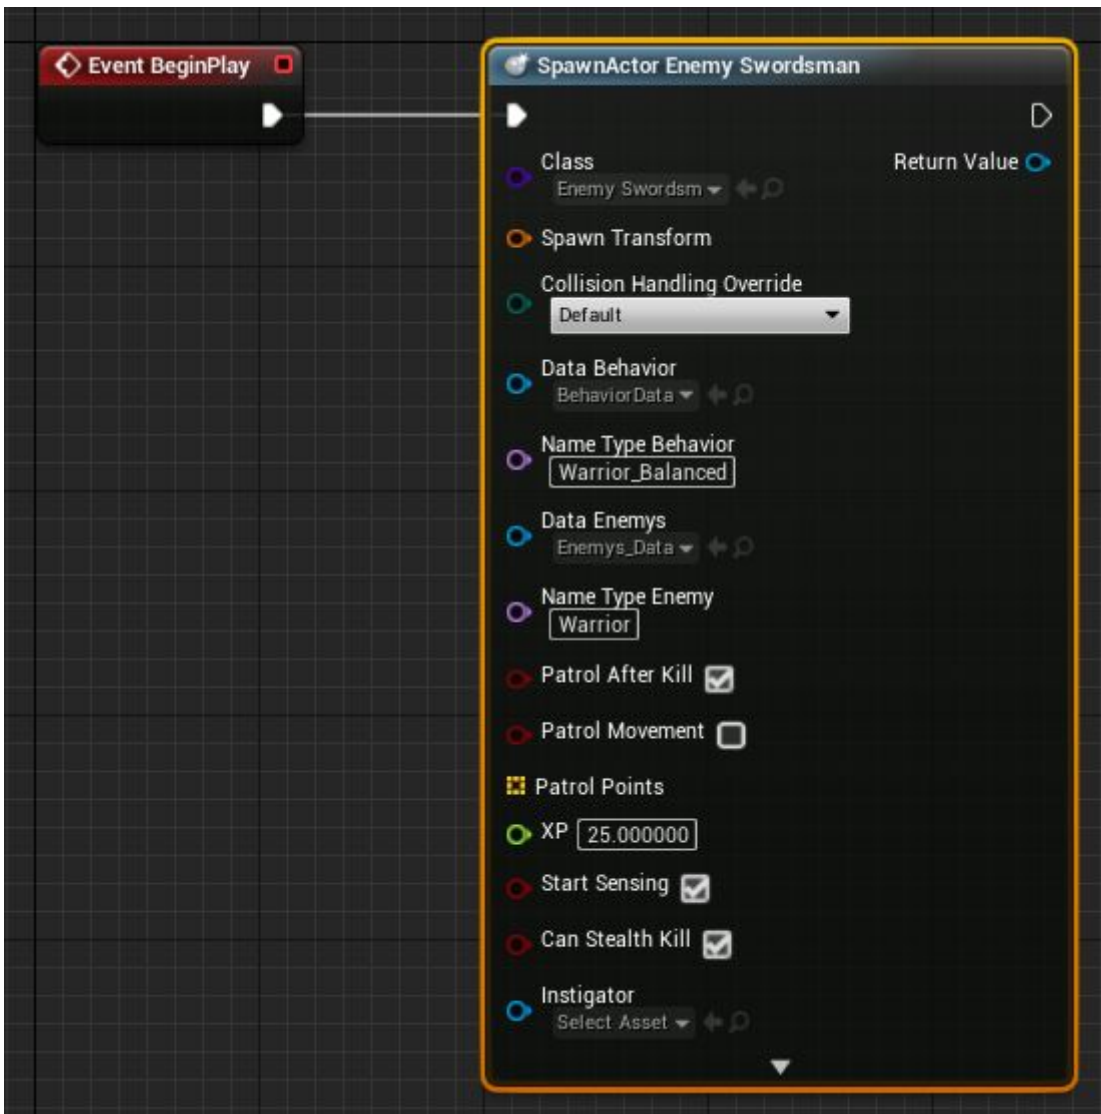 Event BeginPlay
SpawnActor Enemy Swordsman
Class
Return Value
Enemy Swordsm
Spawn Transform
Collision Handling Override
Default
Data Behavior
BehaviorData
Name Type Behavior
Warrior_Balanced
Data Enemys
Enemys_Data
Name Type Enemy
Warrior
Patrol After Kill
Patrol Movement
Patrol Points
XP 25.000000
Start Sensing
Can Stealth Kill
Instigator
Select Asset